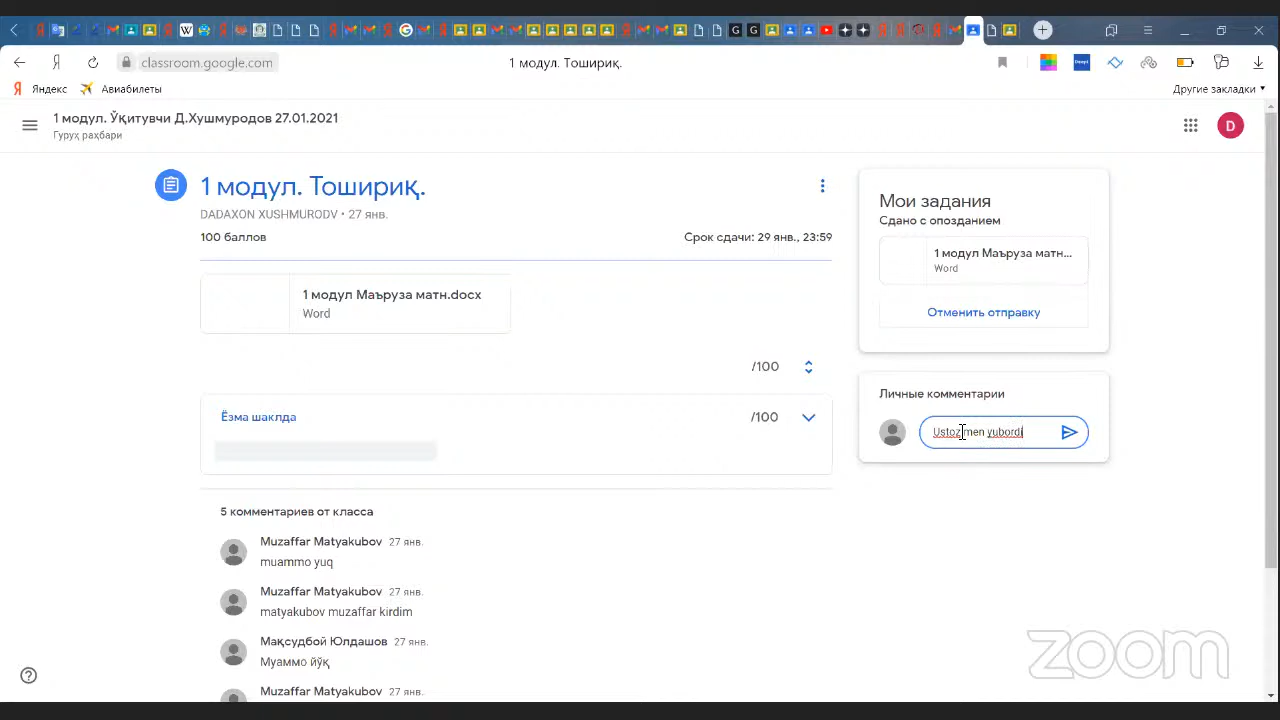 classroom.google.com
1 модул. Тошириқ.
Яндекс
Авиабилеты
Другие закладки
1 модул. Ўқитувчи Д.Хушмуродов 27.01.2021
Гуруҳ раҳбари
D
1 модул. Тошириқ.
DADAXON XUSHMURODV • 27 янв.
100 баллов
Срок сдачи: 29 янв., 23:59
1 модул Маъруза матн.docx
Word
/100
Ёзма шаклда
/100
5 комментариев от класса
Muzaffar Matyakubov 27 янв.
muammo yuq
Muzaffar Matyakubov 27 янв.
matyakubov muzaffar kirdim
Мақсудбой Юлдашов 27 янв.
Муаммо йўқ
Muzaffar Matyakubov 27 янв.
Мои задания
Сдано с опозданием
1 модул Маъруза матн...
Word
Отменить отправку
Личные комментарии
Ustoz men yubordi
zoom